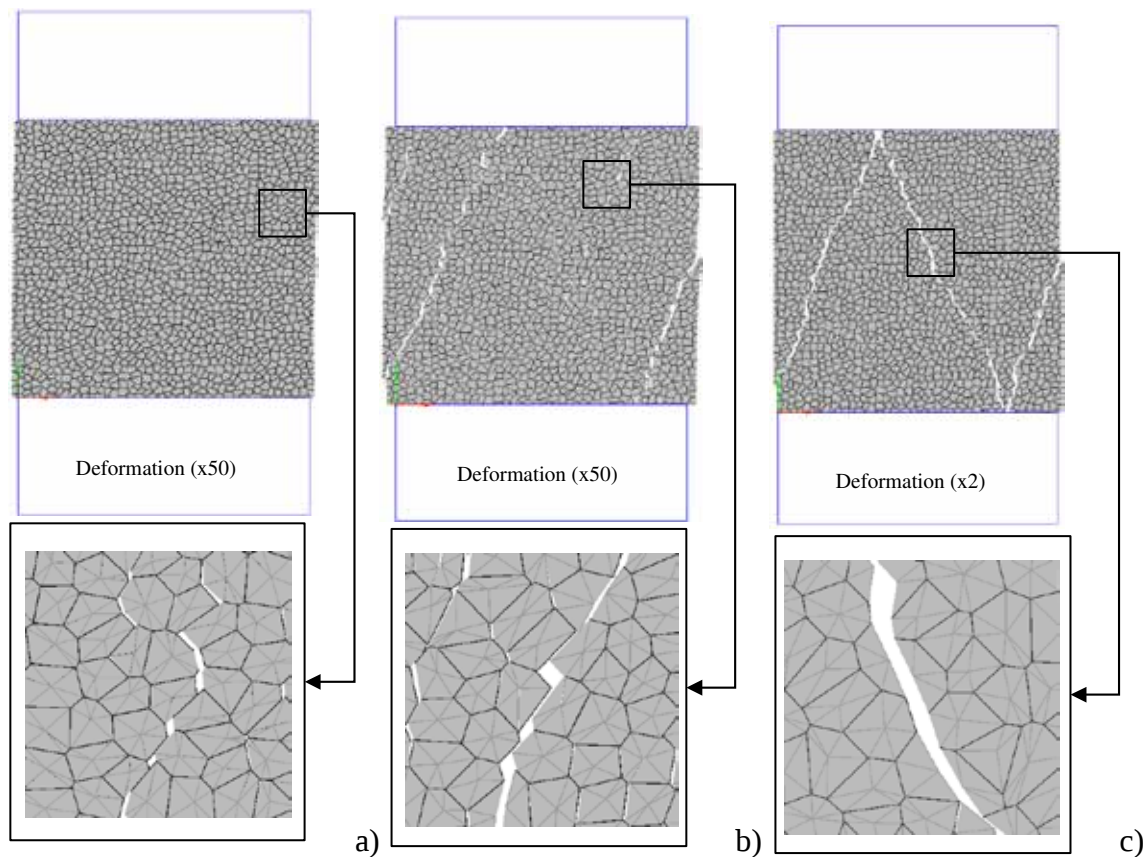 Deformation (x50)
Deformation (x50)
Deformation (x2)
a)
b)
c)